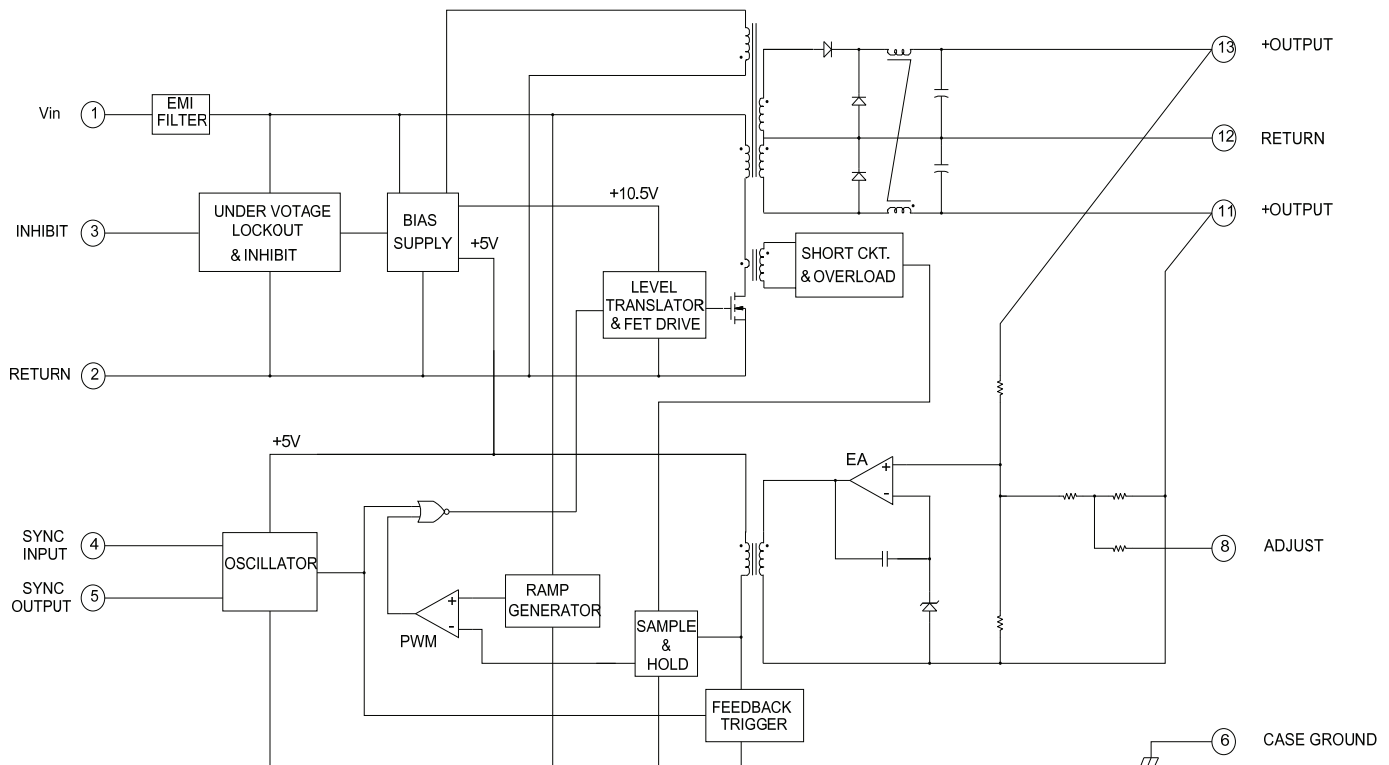 13 +OUTPUT
Vin 1 EMI
FILTER
12 RETURN
+10.5V
UNDER VOTAGE
LOCKOUT
& INHIBIT
BIAS
SUPPLY
11 +OUTPUT
INHIBIT 3
+5V
SHORT CKT.
& OVERLOAD
LEVEL
TRANSLATOR
& FET DRIVE
RETURN 2
+5V
EA
+
-
SYNC
INPUT 4
OSCILLATOR
8 ADJUST
SYNC
OUTPUT 5
RAMP
GENERATOR
+
-
PWM
SAMPLE
&
HOLD
FEEDBACK
TRIGGER
6 CASE GROUND